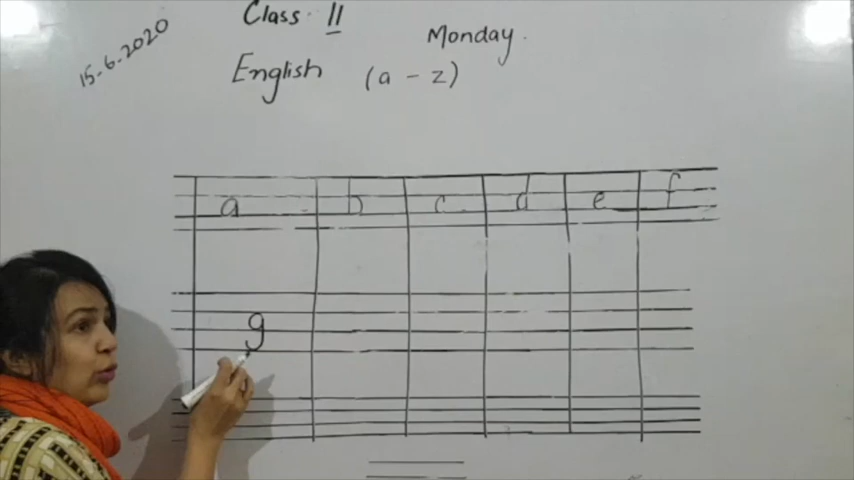 Class. II
15-6-2020
Monday.
English (a - z)
a b c d e f
g